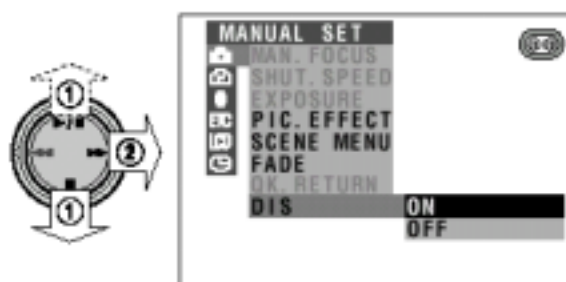 MANUAL SET
MAN. FOCUS
SHUT. SPEED
EXPOSURE
PIC. EFFECT
SCENE MENU
FADE
QK. RETURN
DIS ON
OFF
1
2
1